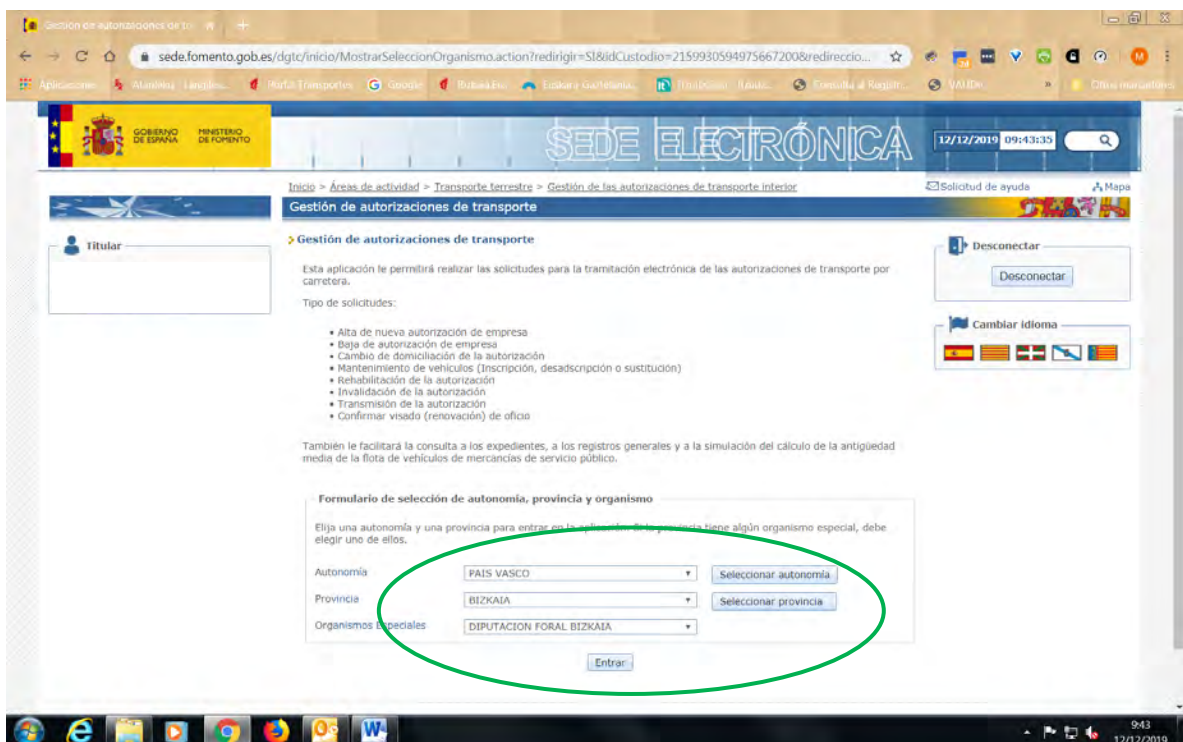 Gestión de autorizaciones de tra
sede.fomento.gob.es/dgtc/inicio/MostrarSeleccionOrganismo.action?redirigir=SI&idCustodio=2159930594975667200&redireccio...
Aplicaciones
Google
GOBIERNO DE ESPAÑA
MINISTERIO DE FOMENTO
SEDE ELECTRÓNICA
12/12/2019 09:43:35
Inicio > Áreas de actividad > Transporte terrestre > Gestión de las autorizaciones de transporte interior
Solicitud de ayuda
Mapa
Gestión de autorizaciones de transporte
Titular
Gestión de autorizaciones de transporte
Esta aplicación le permitirá realizar las solicitudes para la tramitación electrónica de las autorizaciones de transporte por
carretera.
Tipo de solicitudes:
• Alta de nueva autorización de empresa
• Baja de autorización de empresa
• Cambio de domiciliación de la autorización
• Mantenimiento de vehículos (Inscripción, desadscripción o sustitución)
• Rehabilitación de la autorización
• Invalidación de la autorización
• Transmisión de la autorización
• Confirmar visado (renovación) de oficio
También le facilitará la consulta a los expedientes, a los registros generales y a la simulación del cálculo de la antigüedad
media de la flota de vehículos de mercancías de servicio público.
Desconectar
Desconectar
Cambiar idioma
Formulario de selección de autonomía, provincia y organismo
Elija una autonomía y una provincia para entrar en la aplicación. Si la provincia tiene algún organismo especial, debe
elegir uno de ellos.
Autonomía PAIS VASCO Seleccionar autonomía
Provincia BIZKAIA Seleccionar provincia
Organismos Especiales DIPUTACION FORAL BIZKAIA
Entrar
9:43
12/12/2019